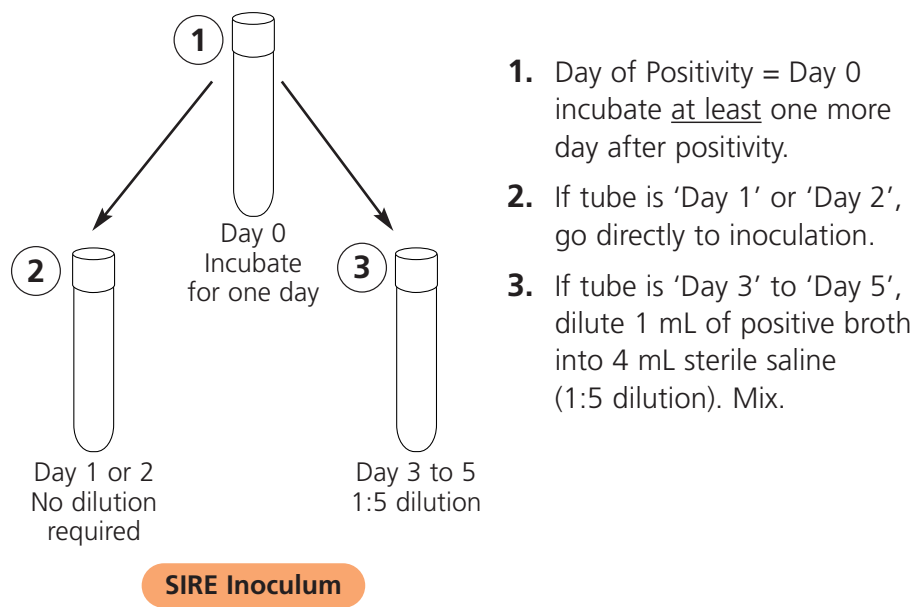 1
Day 0
Incubate
for one day
2
Day 1 or 2
No dilution
required
3
Day 3 to 5
1:5 dilution
SIRE Inoculum
1. Day of Positivity = Day 0
incubate at least one more
day after positivity.
2. If tube is ‘Day 1’ or ‘Day 2’,
go directly to inoculation.
3. If tube is ‘Day 3’ to ‘Day 5’,
dilute 1 mL of positive broth
into 4 mL sterile saline
(1:5 dilution). Mix.